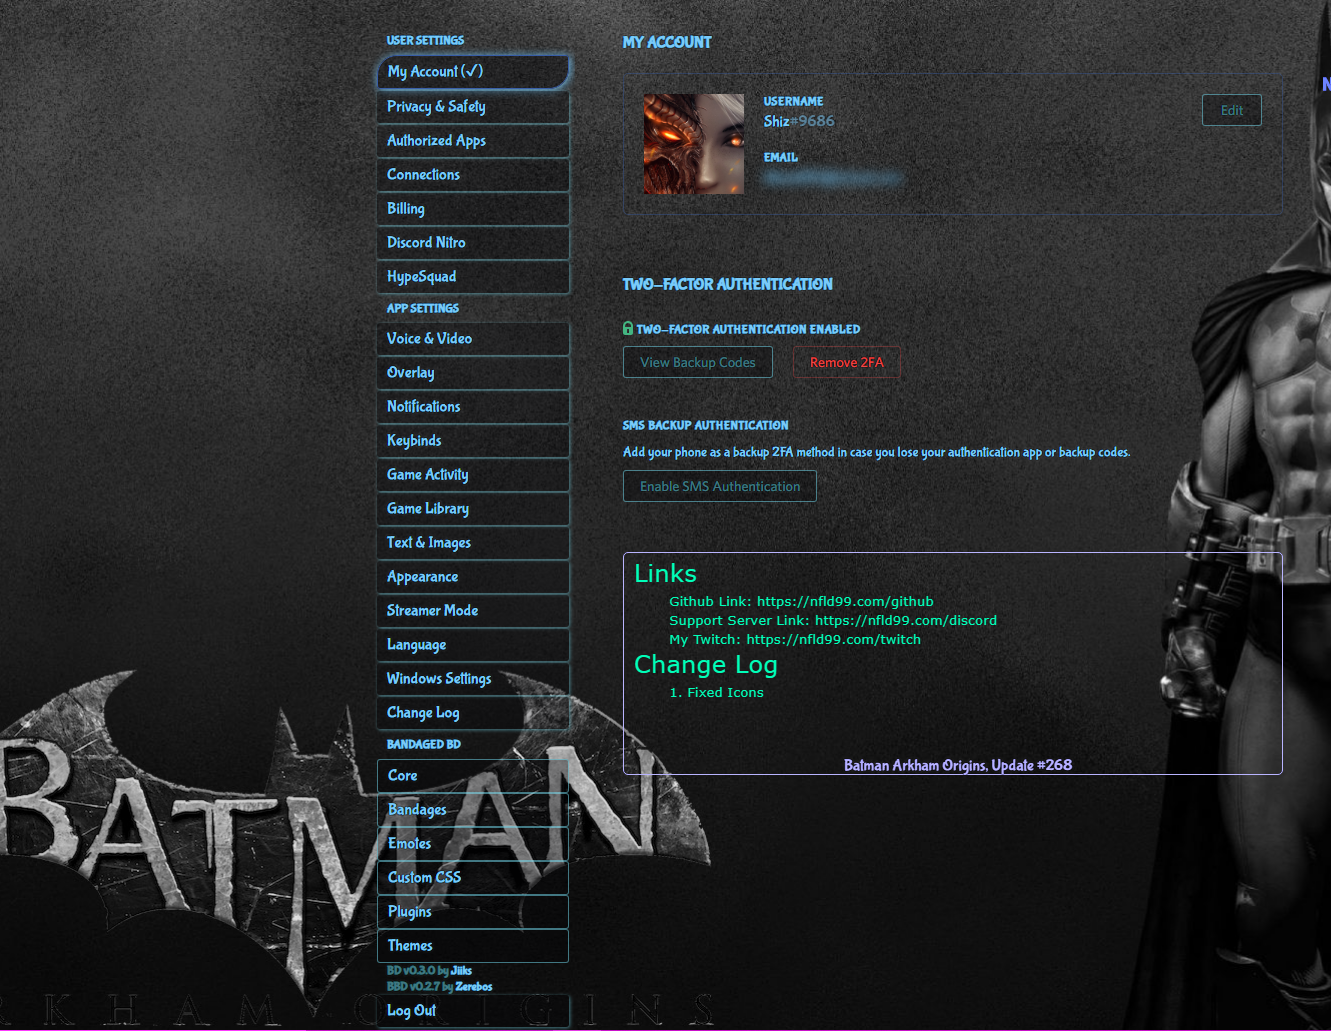 USER SETTINGS
My Account (✓)
Privacy & Safety
Authorized Apps
Connections
Billing
Discord Nitro
HypeSquad
APP SETTINGS
Voice & Video
Overlay
Notifications
Keybinds
Game Activity
Game Library
Text & Images
Appearance
Streamer Mode
Language
Windows Settings
Change Log
BANDAGED BD
Core
Bandages
Emotes
Custom CSS
Plugins
Themes
BD v0.3.0 by Jiiks
BBD v0.2.7 by Zerebos
Log Out
MY ACCOUNT
USERNAME
Shiz#9686
Edit
EMAIL
TWO-FACTOR AUTHENTICATION
TWO-FACTOR AUTHENTICATION ENABLED
View Backup Codes
Remove 2FA
SMS BACKUP AUTHENTICATION
Add your phone as a backup 2FA method in case you lose your authentication app or backup codes.
Enable SMS Authentication
Links
Github Link: https://nfld99.com/github
Support Server Link: https://nfld99.com/discord
My Twitch: https://nfld99.com/twitch
Change Log
1. Fixed Icons
Batman Arkham Origins, Update #268
N
BATMAN
RKHAM ORIGINS